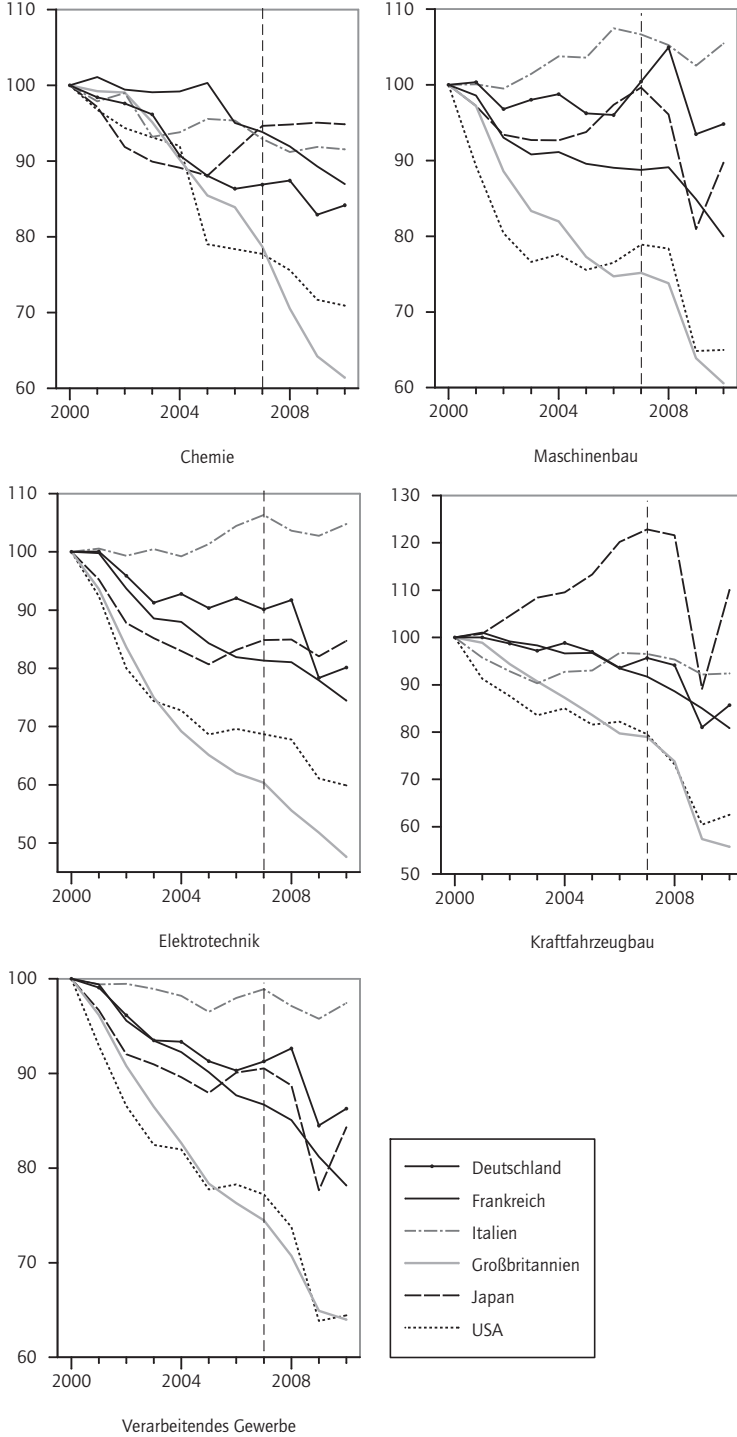 110
100
90
80
70
60
2000 2004 2008
Chemie
110
100
90
80
70
60
2000 2004 2008
Maschinenbau
110
100
90
80
70
60
50
2000 2004 2008
Elektrotechnik
130
120
110
100
90
80
70
60
50
2000 2004 2008
Kraftfahrzeugbau
100
90
80
70
60
2000 2004 2008
Verarbeitendes Gewerbe
Deutschland
Frankreich
Italien
Großbritannien
Japan
USA